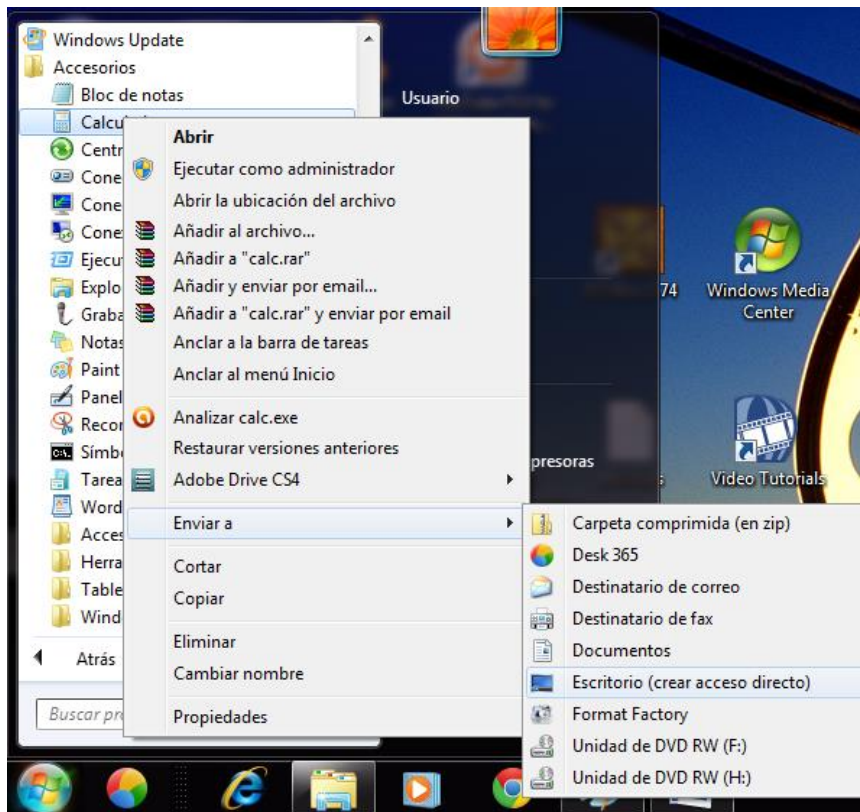 Windows Update
Accesorios
Bloc de notas
Usuario
Abrir
Ejecutar como administrador
Abrir la ubicación del archivo
Añadir al archivo...
Añadir a "calc.rar"
Añadir y enviar por email...
Añadir a "calc.rar" y enviar por email
Anclar a la barra de tareas
Anclar al menú Inicio
Analizar calc.exe
Restaurar versiones anteriores
Adobe Drive CS4
Enviar a
Cortar
Copiar
Eliminar
Cambiar nombre
Propiedades
Paint
Atrás
Buscar
74
Windows Media
Center
presoras
Video Tutorials
Carpeta comprimida (en zip)
Desk 365
Destinatario de correo
Destinatario de fax
Documentos
Escritorio (crear acceso directo)
Format Factory
Unidad de DVD RW (F:)
Unidad de DVD RW (H:)